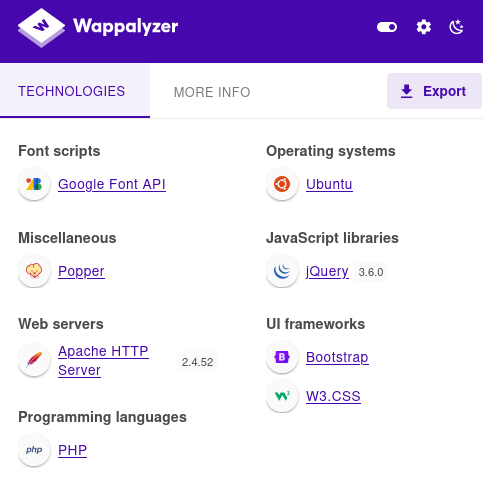 Wappalyzer
TECHNOLOGIES
MORE INFO
Export
Font scripts
Google Font API
Miscellaneous
Popper
Web servers
Apache HTTP
Server
2.4.52
Programming languages
php
PHP
Operating systems
Ubuntu
JavaScript libraries
jQuery 3.6.0
UI frameworks
B
Bootstrap
W3.CSS